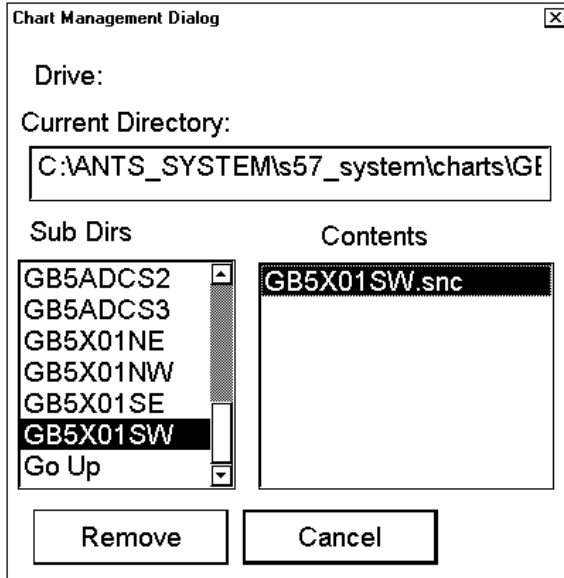 Chart Management Dialog
Drive:
Current Directory:
C:\ANTS_SYSTEM\s57_system\charts\GE
Sub Dirs
Contents
GB5ADCS2
GB5ADCS3
GB5X01NE
GB5X01NW
GB5X01SE
GB5X01SW
Go Up
GB5X01SW.snc
Remove
Cancel